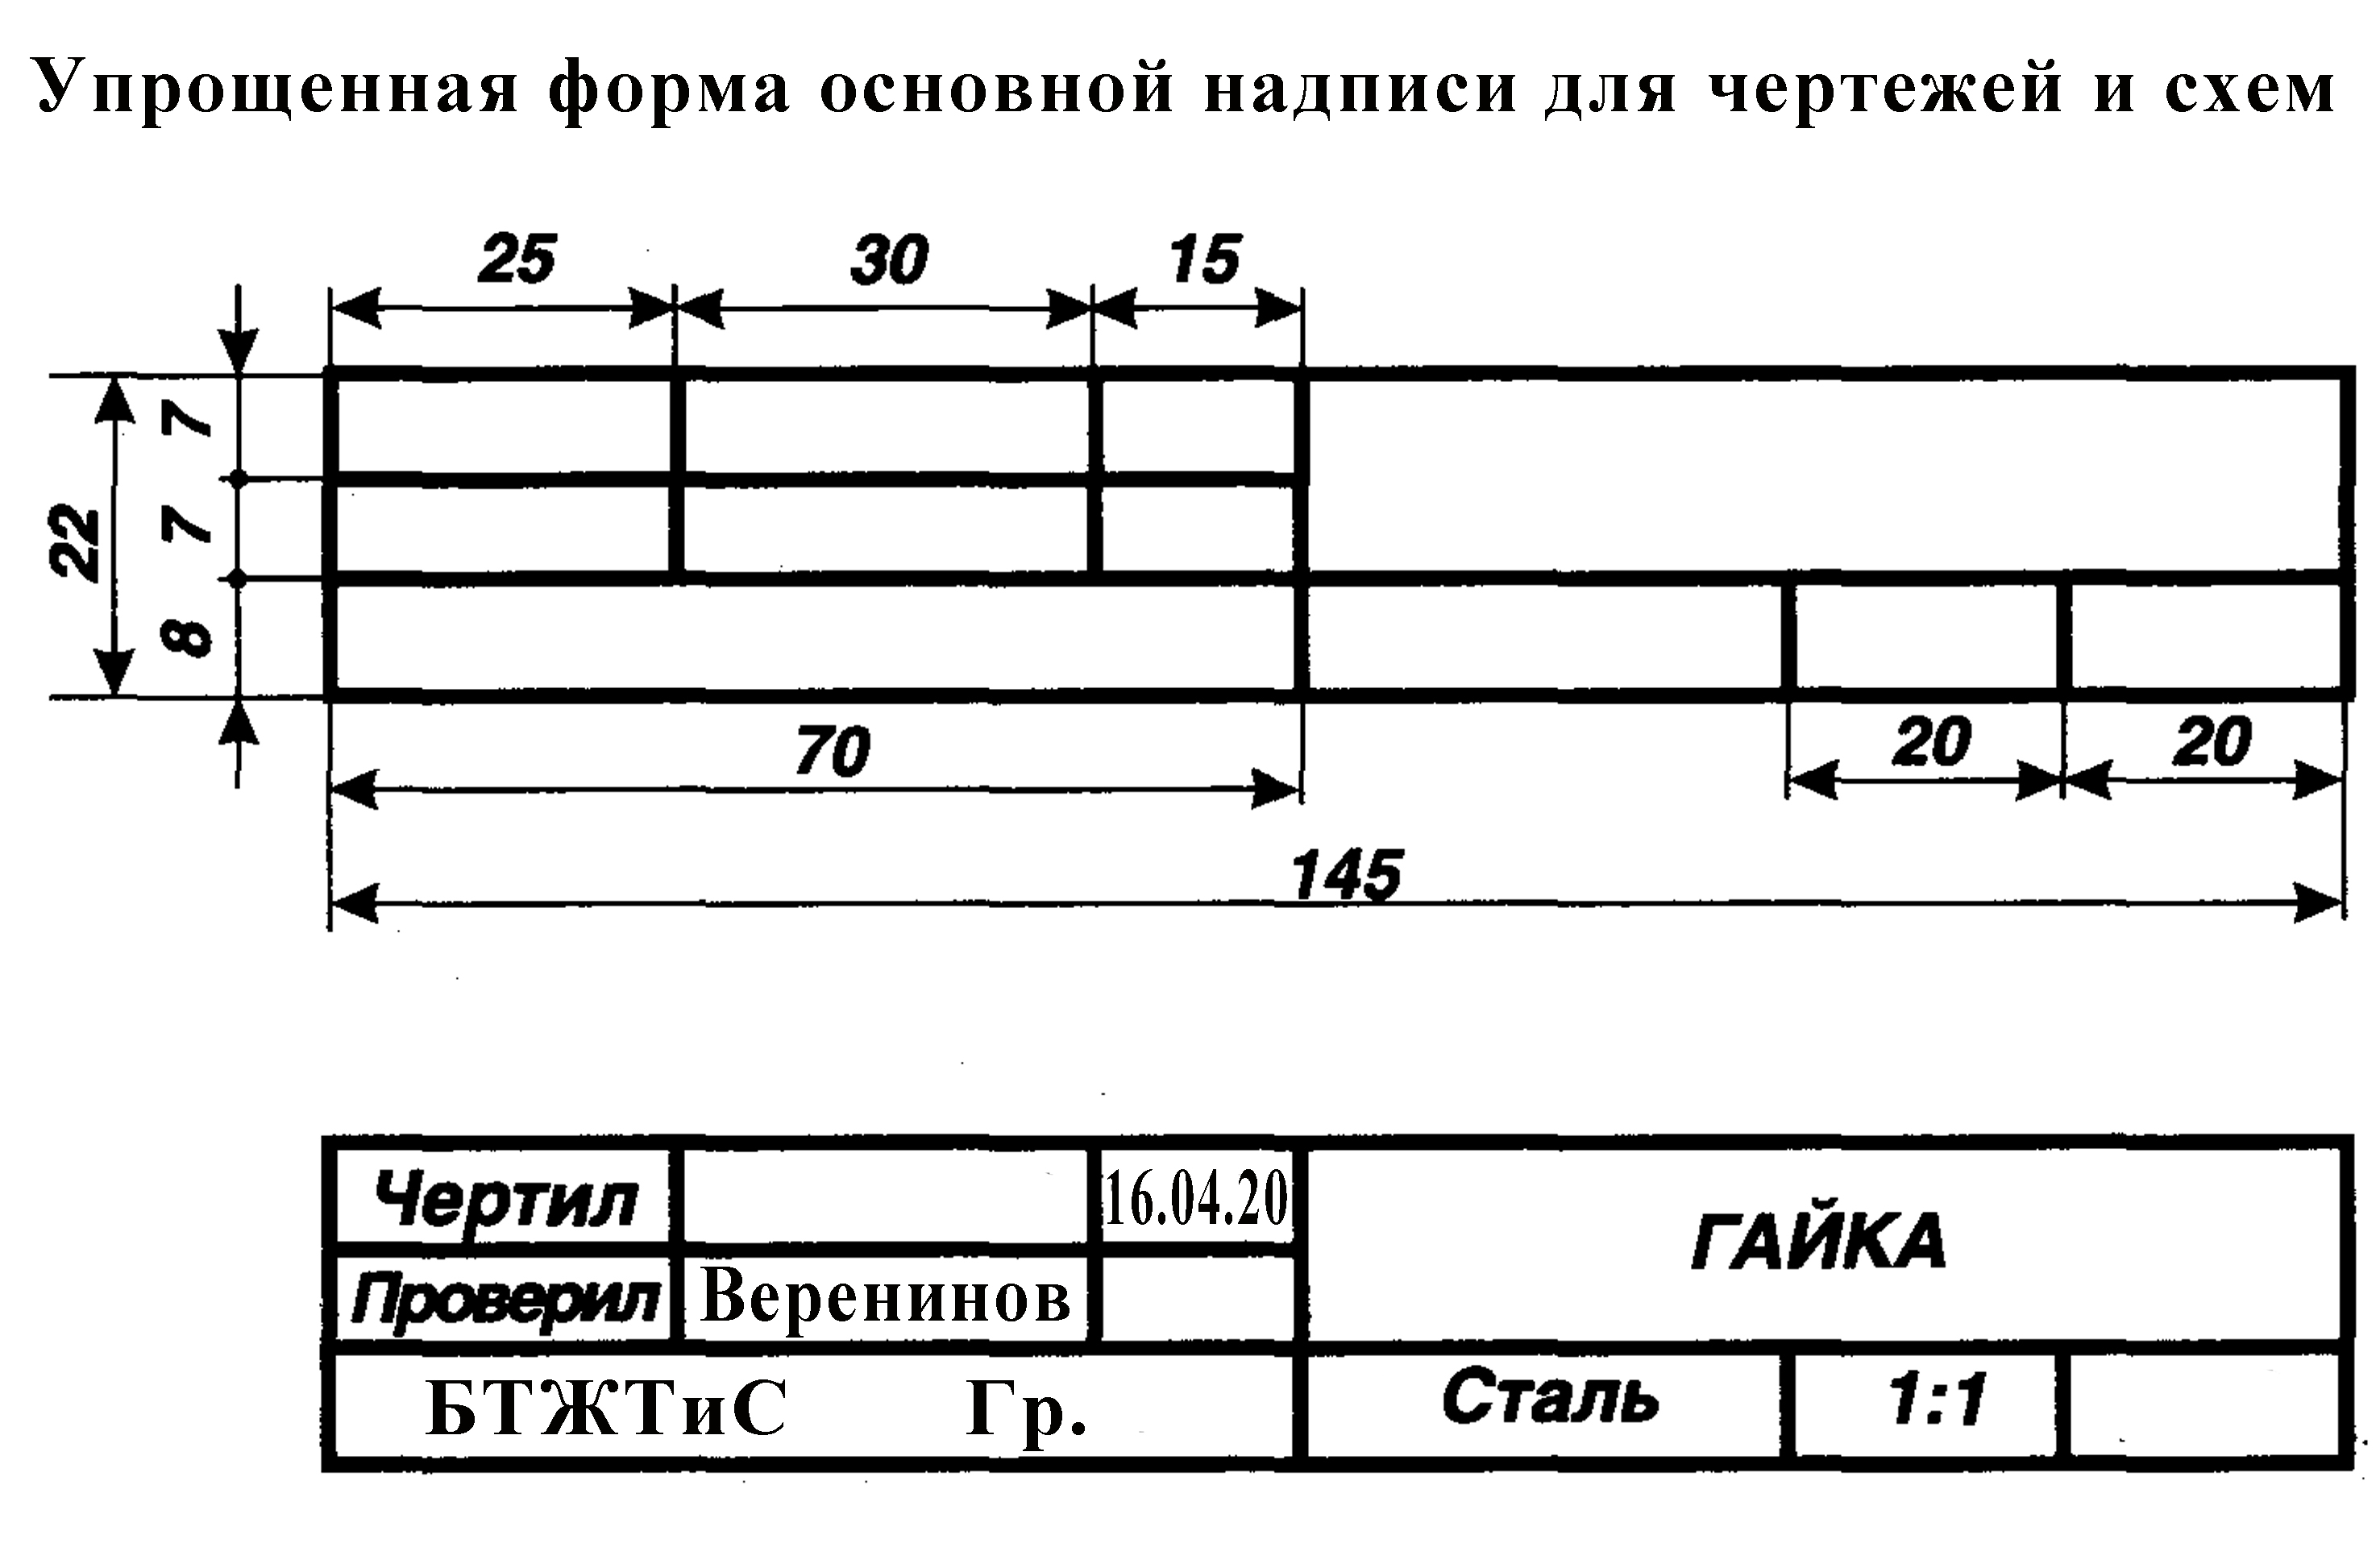 Упрощенная форма основной надписи для чертежей и схем
25 30 15
7
7
22
8
70 20 20
145
Чертил 16.04.20 ГАЙКА
Проверил Веренинов
БТЖТиС Гр. Сталь 1:1